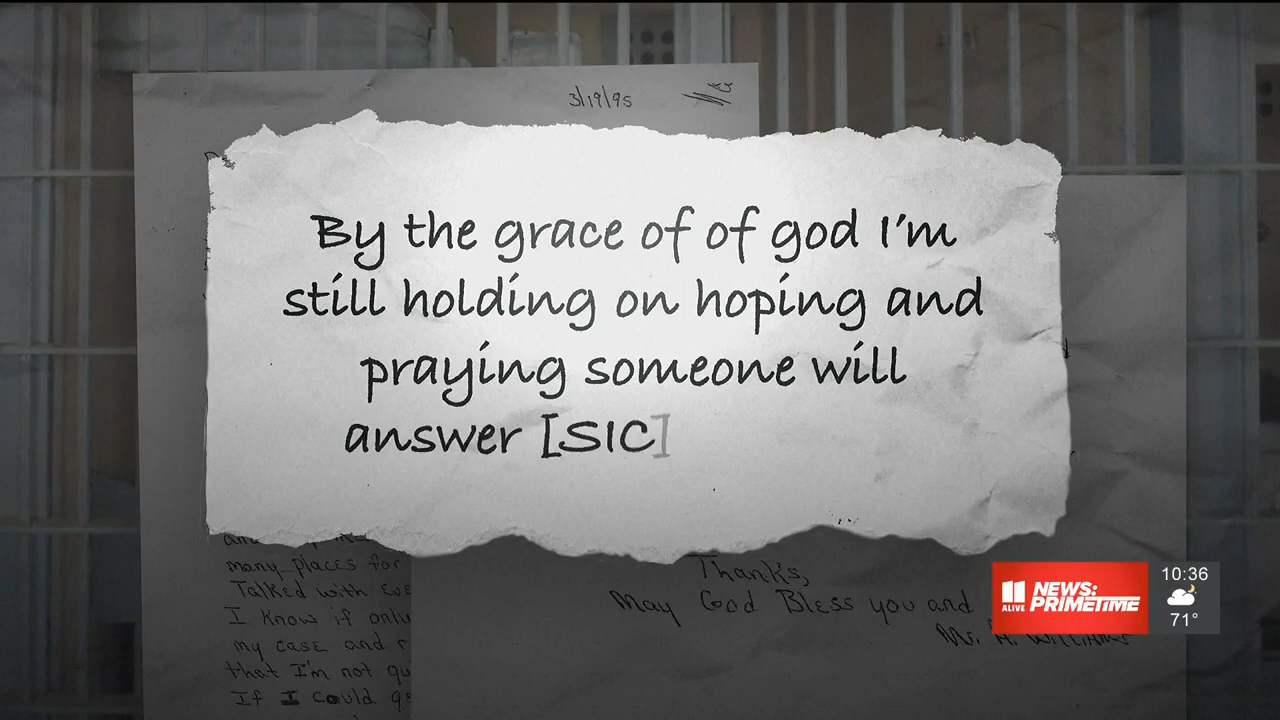 3/19/95
By the grace of of god I'm
still holding on hoping and
praying someone will
answer [SIC]
many places for
Talked with
I know if
my case and
that I'm not
If I could
Thanks,
May God Bless you and
Mr. A. Williams
11
ALIVE
NEWS:
PRIMETIME
10:36
71°